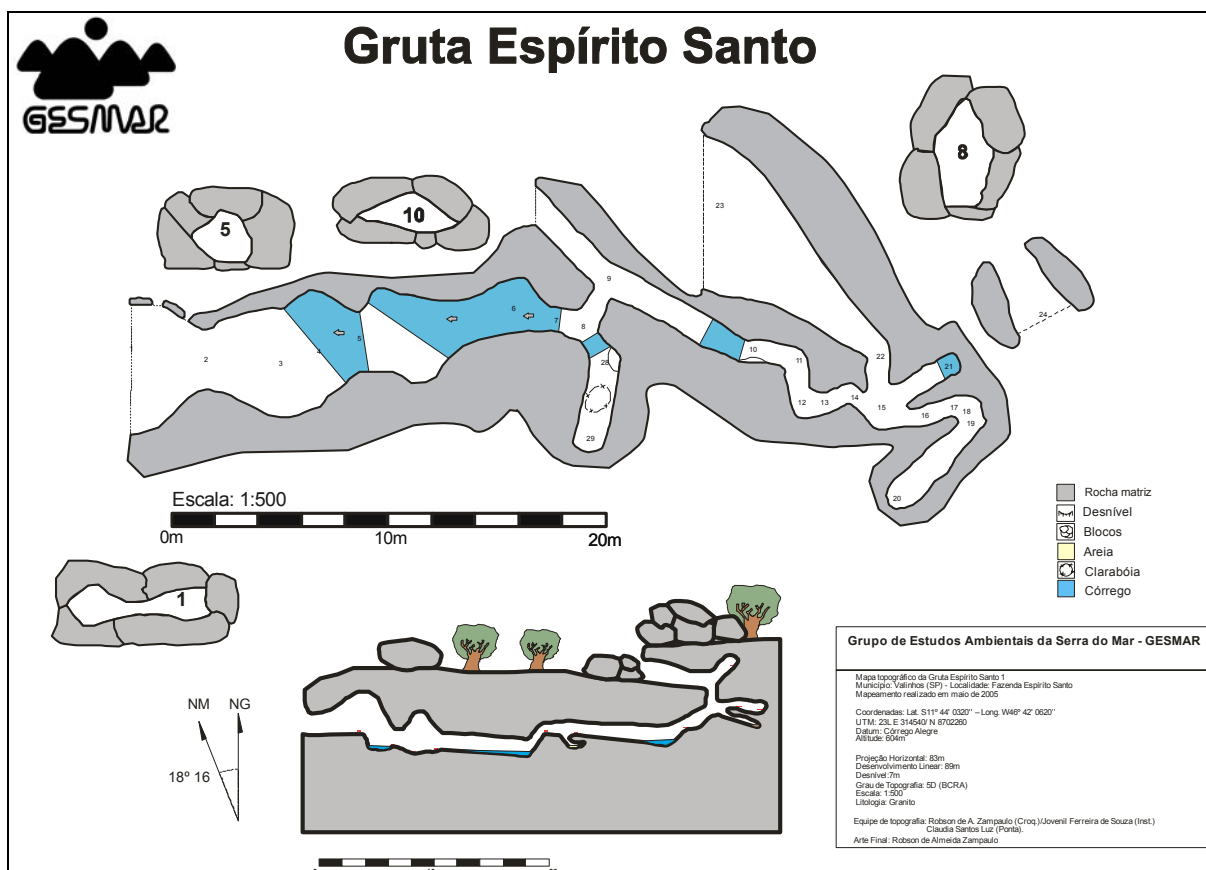 Gruta Espírito Santo
GESMAR
5
10
8
23
9
24
1
2
3
4
5
6
7
8
28
29
10
11
12
13
14
15
22
21
16
17
18
19
20
Escala: 1:500
0m
10m
20m
Rocha matriz
Desnível
Blocos
Areia
Clarabóia
Córrego
1
NM
NG
18º 16
Grupo de Estudos Ambientais da Serra do Mar - GESMAR
Mapa topográfico da Gruta Espírito Santo 1
Município: Valinhos (SP) - Localidade: Fazenda Espírito Santo
Mapeamento realizado em maio de 2005
Coordenadas: Lat. S11º 44' 0320'' – Long. W46º 42' 0620''
UTM: 23L E 314540/ N 8702260
Datum: Córrego Alegre
Altitude: 604m
Projeção Horizontal: 83m
Desenvolvimento Linear: 89m
Desnível:7m
Grau de Topografia: 5D (BCRA)
Escala: 1:500
Litologia: Granito
Equipe de topografia: Robson de A. Zampaulo (Croq.)/Jovenil Ferreira de Souza (Inst.)
Claudia Santos Luz (Ponta).
Arte Final: Robson de Almeida Zampaulo